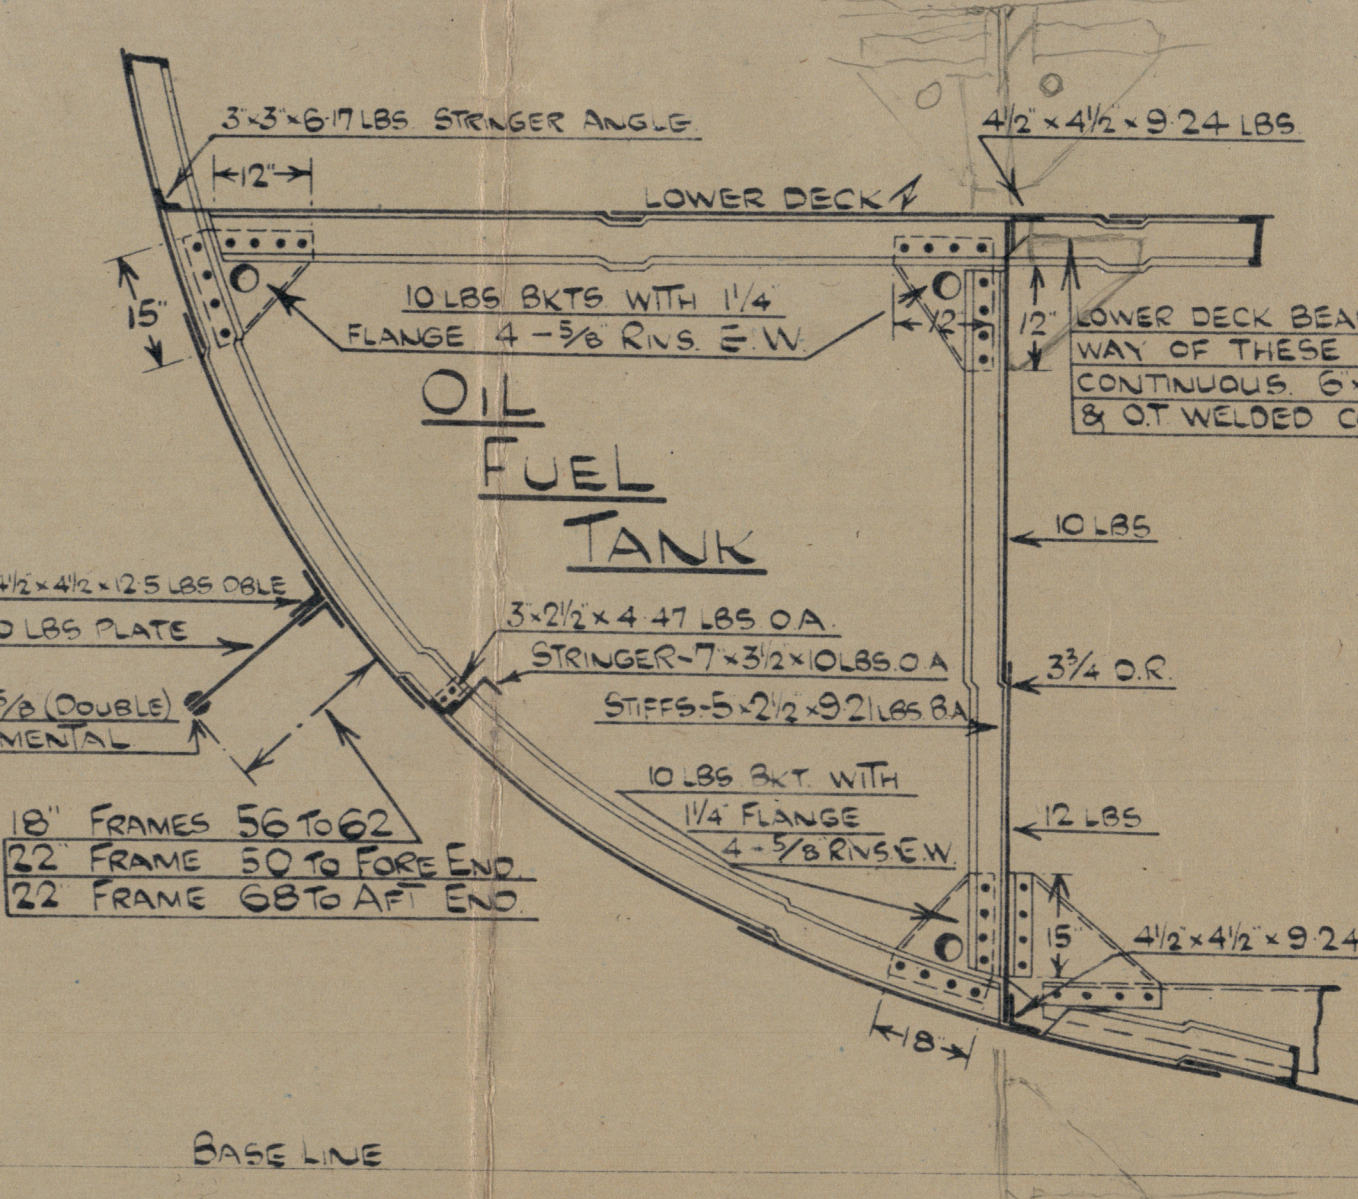 3"×3"×6·17 LBS. STRINGER ANGLE.
4½" × 4½" × 9·24 LBS.
12"
LOWER DECK
15"
10 LBS BKTS. WITH 1¼"
FLANGE 4 - ⅝" RIVS. E.W.
12"
12"
LOWER DECK BEA
WAY OF THESE
CONTINUOUS. 6"×
& O.T. WELDED C
OIL
FUEL
TANK
10 LBS
4½"×4½"×12·5 LBS DBLE
0 LBS PLATE
5/8 (DOUBLE)
MENTAL
3"×2½"×4·47 LBS O.A.
STRINGER-7"×3½"×10LBS.O.A
3¾ O.R.
STIFFS-5"×2½"×9·21LBS.B.A.
10 LBS BKT. WITH
1¼" FLANGE
4 - ⅝" RIVS.E.W.
12 LBS
18" FRAMES 56 TO 62
22" FRAME 50 TO FORE END.
22" FRAME 68 TO AFT END.
15"
4½"×4½"×9·24
18"
BASE LINE